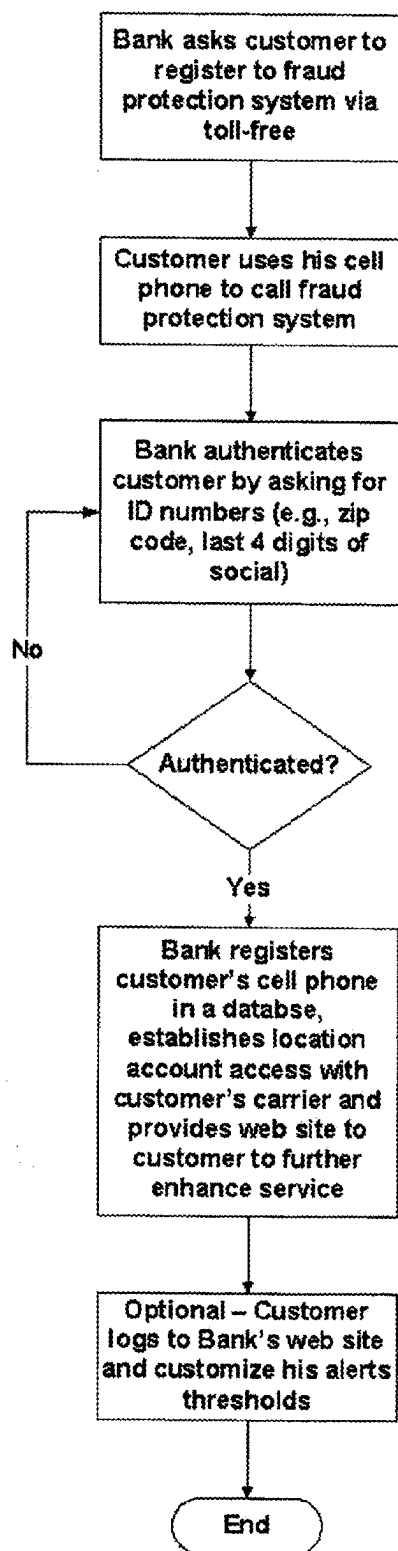 Bank asks customer to
register to fraud
protection system via
toll-free
Customer uses his cell
phone to call fraud
protection system
Bank authenticates
customer by asking for
ID numbers (e.g., zip
code, last 4 digits of
social)
No
Authenticated?
Yes
Bank registers
customer's cell phone
in a databse,
establishes location
account access with
customer's carrier and
provides web site to
customer to further
enhance service
Optional – Customer
logs to Bank's web site
and customize his alerts
thresholds
End